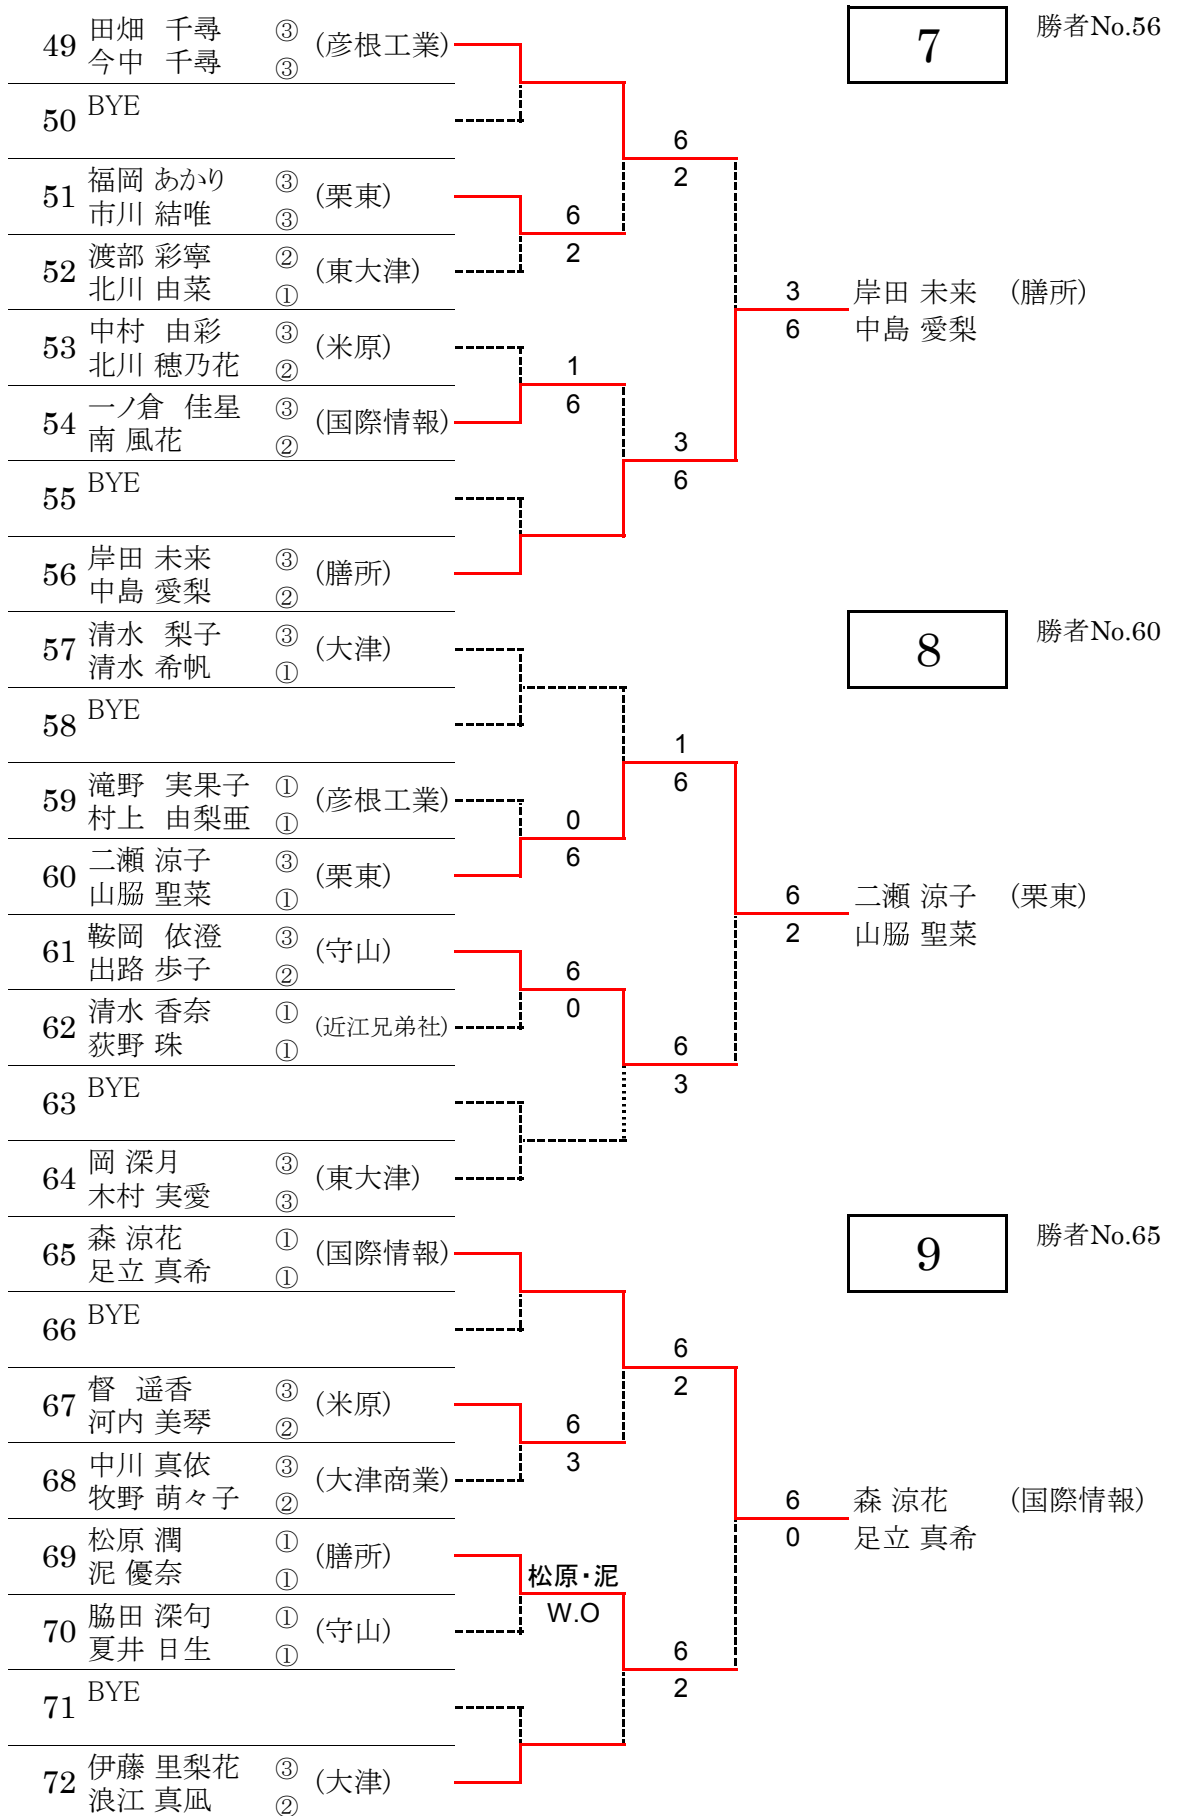 7 勝者No.56
49 田畑 千尋 ③ (彦根工業)
今中 千尋 ③
50 BYE
6
2
51 福岡 あかり ③ (栗東)
市川 結唯 ③
6
2
52 渡部 彩寧 ② (東大津)
北川 由菜 ①
3 岸田 未来 (膳所)
6 中島 愛梨
53 中村 由彩 ③ (米原)
北川 穂乃花 ②
1
6
54 一ノ倉 佳星 ③ (国際情報)
南 風花 ②
3
6
55 BYE
56 岸田 未来 ③ (膳所)
中島 愛梨 ②
8 勝者No.60
57 清水 梨子 ③ (大津)
清水 希帆 ①
58 BYE
1
6
59 滝野 実果子 ① (彦根工業)
村上 由梨亜 ①
0
6
60 二瀬 涼子 ③ (栗東)
山脇 聖菜 ①
6 二瀬 涼子 (栗東)
2 山脇 聖菜
61 鞍岡 依澄 ③ (守山)
出路 歩子 ②
6
0
62 清水 香奈 ① (近江兄弟社)
荻野 珠 ①
6
3
63 BYE
64 岡 深月 ③ (東大津)
木村 実愛 ③
9 勝者No.65
65 森 涼花 ① (国際情報)
足立 真希 ①
66 BYE
6
2
67 督 遥香 ③ (米原)
河内 美琴 ②
6
3
68 中川 真依 ③ (大津商業)
牧野 萌々子 ②
6 森 涼花 (国際情報)
0 足立 真希
69 松原 潤 ① (膳所)
泥 優奈 ①
松原・泥
W.O
70 脇田 深句 ① (守山)
夏井 日生 ①
6
2
71 BYE
72 伊藤 里梨花 ③ (大津)
浪江 真凪 ②